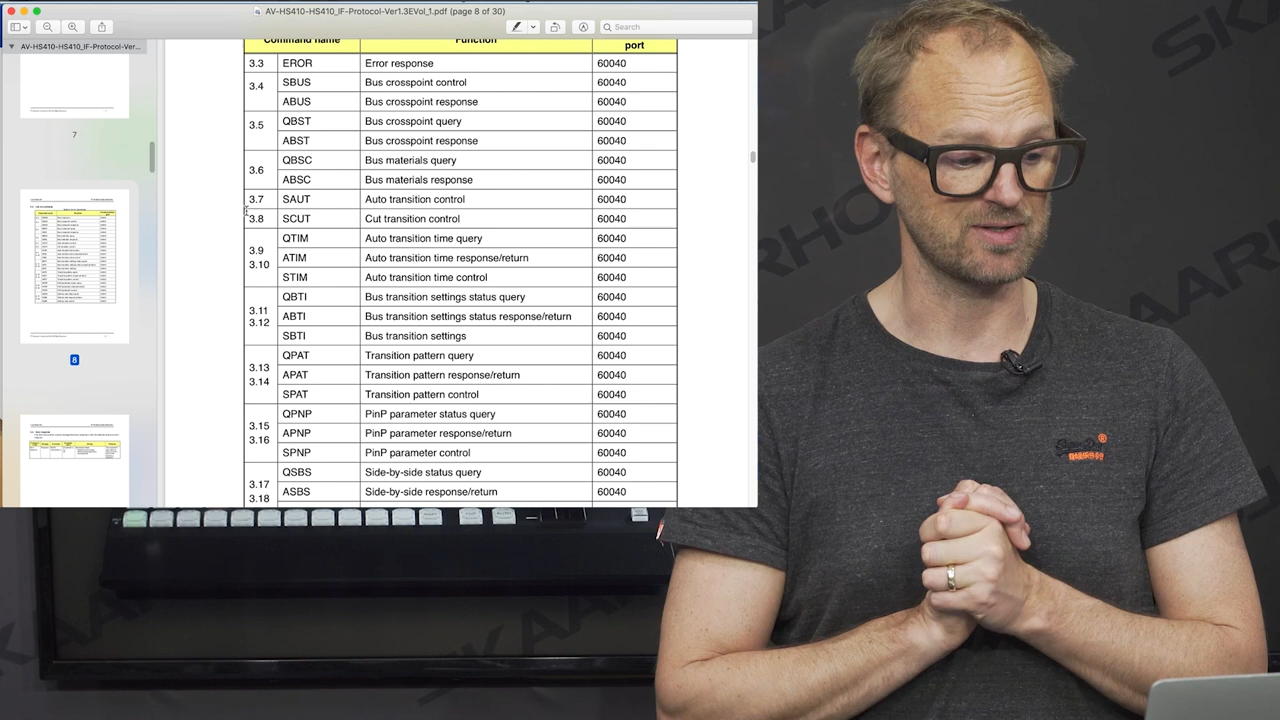 AV-HS410-HS410_IF-Protocol-Ver1.3EVol_1.pdf (page 8 of 30)
Search
AV-HS410-HS410_IF-Protocol-Ver...
7
8
Command name Function port
3.3 EROR Error response 60040
3.4 SBUS Bus crosspoint control 60040
ABUS Bus crosspoint response 60040
3.5 QBST Bus crosspoint query 60040
ABST Bus crosspoint response 60040
3.6 QBSC Bus materials query 60040
ABSC Bus materials response 60040
3.7 SAUT Auto transition control 60040
3.8 SCUT Cut transition control 60040
3.9 QTIM Auto transition time query 60040
3.10 ATIM Auto transition time response/return 60040
STIM Auto transition time control 60040
QBTI Bus transition settings status query 60040
3.11 ABTI Bus transition settings status response/return 60040
3.12 SBTI Bus transition settings 60040
QPAT Transition pattern query 60040
3.13 APAT Transition pattern response/return 60040
3.14 SPAT Transition pattern control 60040
QPNP PinP parameter status query 60040
3.15 APNP PinP parameter response/return 60040
3.16 SPNP PinP parameter control 60040
QSBS Side-by-side status query 60040
3.17 ASBS Side-by-side response/return 60040
3.18
SKAARHOJ